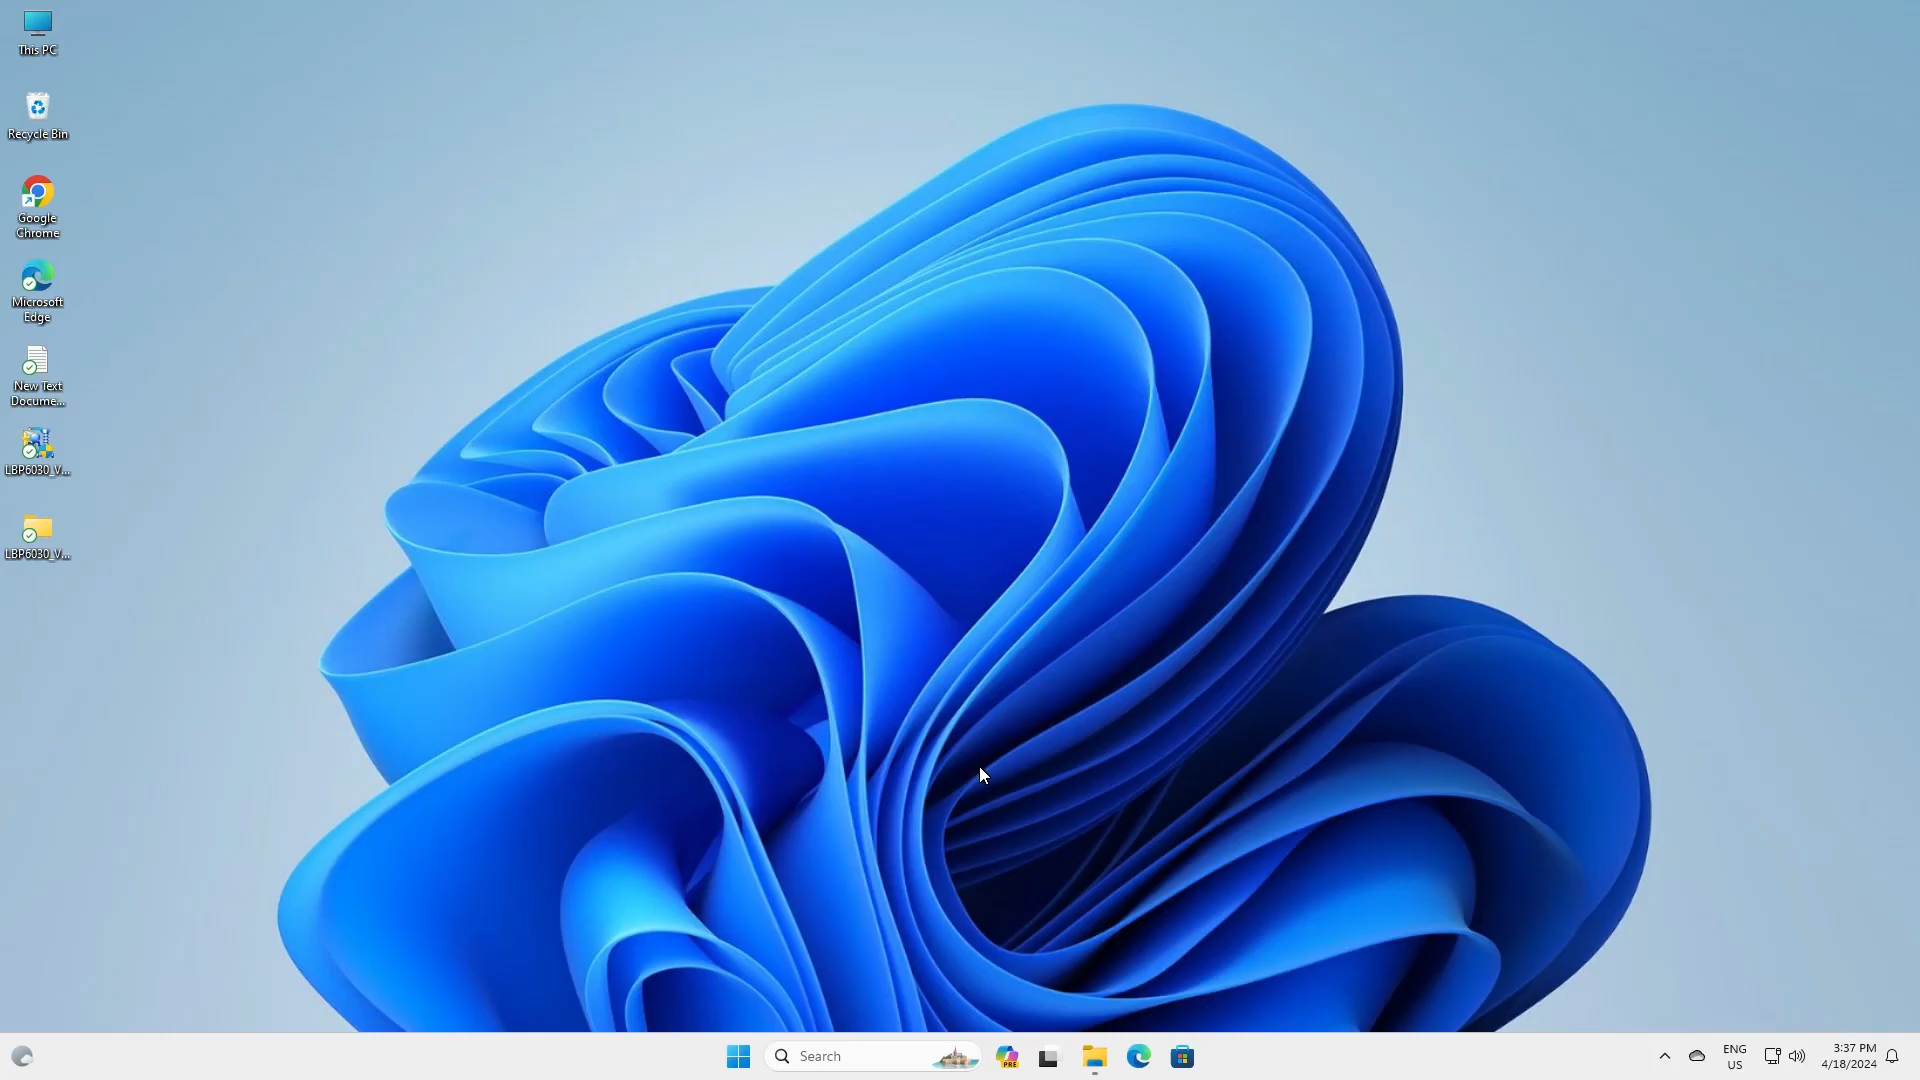 This PC
Recycle Bin
Google
Chrome
Microsoft
Edge
New Text
Docume...
LBP6030_V...
LBP6030_V...
Search
PRE
ENG
US
3:37 PM
4/18/2024